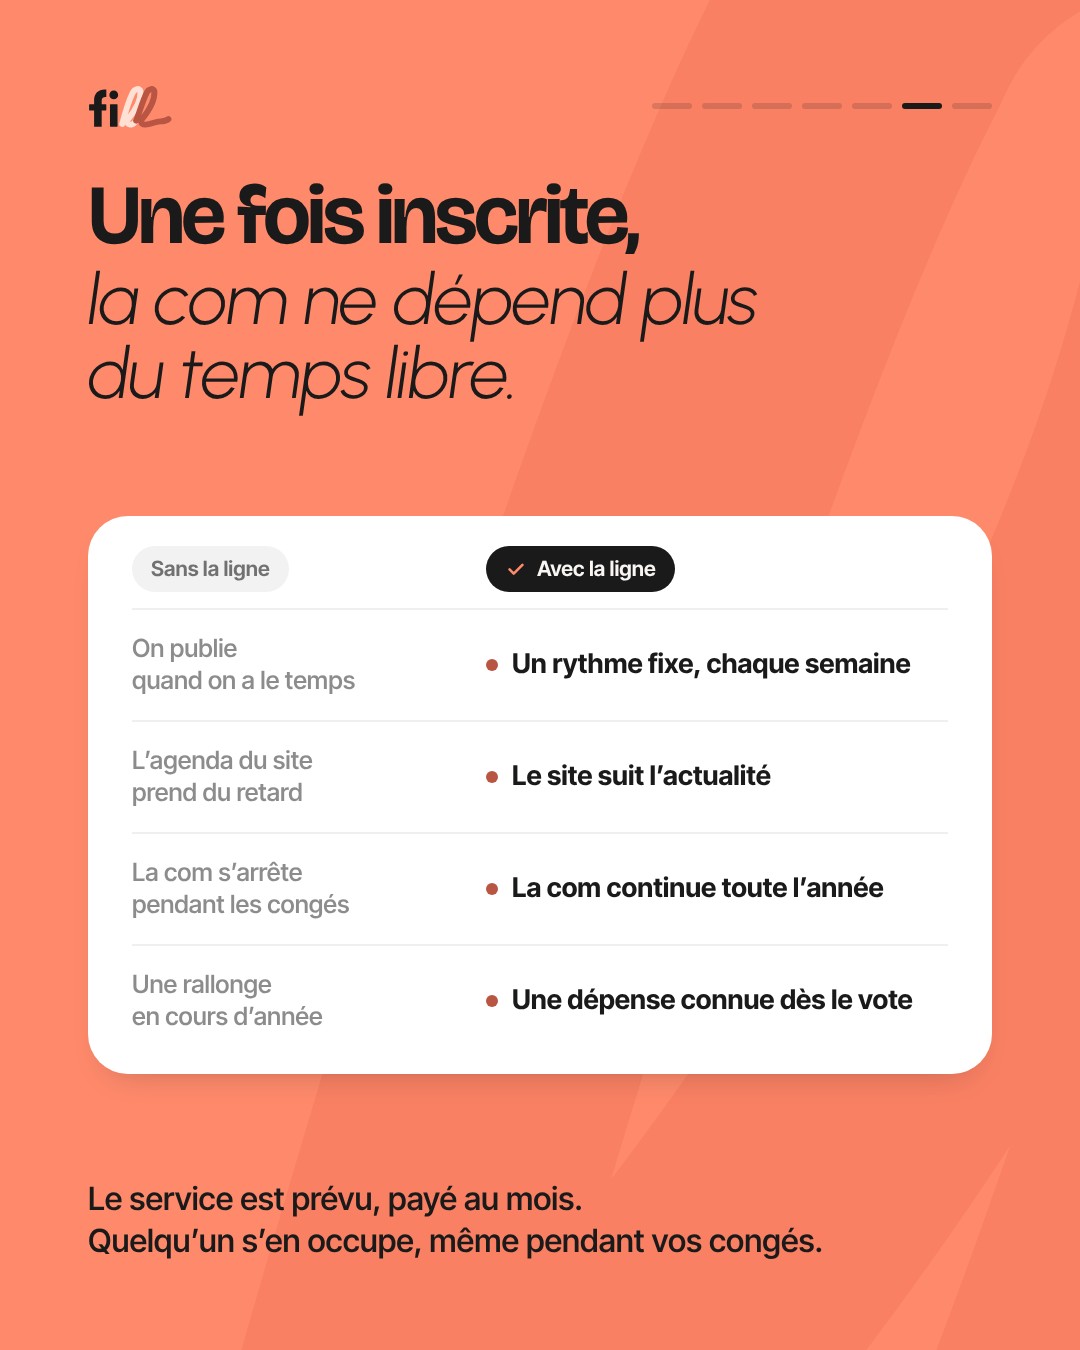 fill
Une fois inscrite,
la com ne dépend plus
du temps libre.
Sans la ligne
Avec la ligne
On publie
quand on a le temps
Un rythme fixe, chaque semaine
L’agenda du site
prend du retard
Le site suit l’actualité
La com s’arrête
pendant les congés
La com continue toute l’année
Une rallonge
en cours d’année
Une dépense connue dès le vote
Le service est prévu, payé au mois.
Quelqu’un s’en occupe, même pendant vos congés.